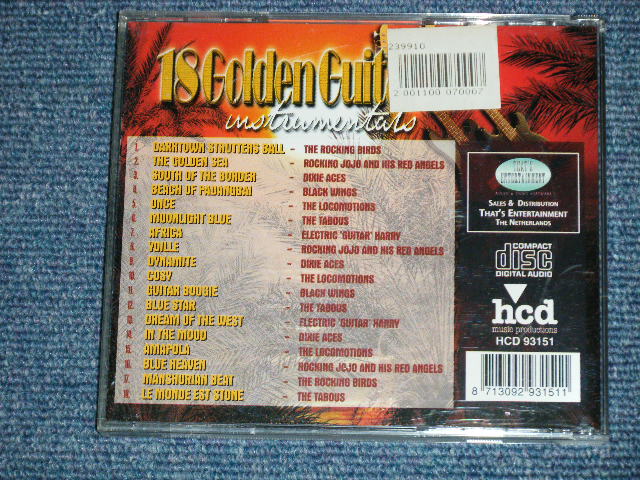 239910
2 001100 070007
18 Golden Guita
instrumentals
1. DARKTOWN STRUTTERS BALL - THE ROCKING BIRDS
2. THE GOLDEN SEA - ROCKING JOJO AND HIS RED ANGELS
3. SOUTH OF THE BORDER - DIXIE ACES
4. BEACH OF PADANGBAI - BLACK WINGS
5. ONCE - THE LOCOMOTIONS
6. MOONLIGHT BLUE - THE TABOUS
7. AFRICA - ELECTRIC 'GUITAR' HARRY
8. YOILLE - ROCKING JOJO AND HIS RED ANGELS
9. DYNAMITE - DIXIE ACES
10. COSY - THE LOCOMOTIONS
11. GUITAR BOOGIE - BLACK WINGS
12. BLUE STAR - THE TABOUS
13. DREAM OF THE WEST - ELECTRIC 'GUITAR' HARRY
14. IN THE MOOD - DIXIE ACES
15. AMAPOLA - THE LOCOMOTIONS
16. BLUE HEAVEN - ROCKING JOJO AND HIS RED ANGELS
17. MANSHURIAN BEAT - THE ROCKING BIRDS
18. LE MONDE EST STONE - THE TABOUS
THAT'S
ENTERTAINMENT
SALES & DISTRIBUTION
THAT'S ENTERTAINMENT
THE NETHERLANDS
COMPACT
disc
DIGITAL AUDIO
hcd
music productions
HCD 93151
8 713092 931511